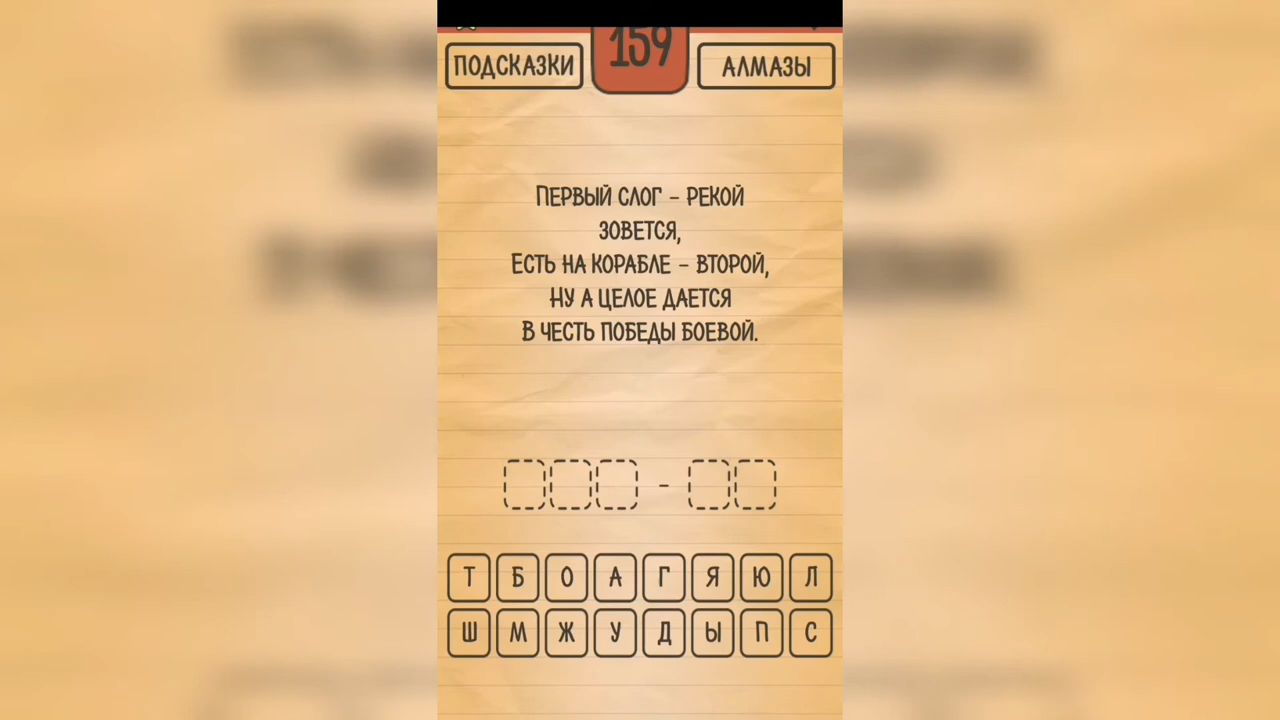 159
ПОДСКАЗКИ
АЛМАЗЫ
ПЕРВЫЙ СЛОГ - РЕКОЙ
ЗОВЕТСЯ,
ЕСТЬ НА КОРАБЛЕ - ВТОРОЙ,
НУ А ЦЕЛОЕ ДАЕТСЯ
В ЧЕСТЬ ПОБЕДЫ БОЕВОЙ.
-
Т Б О А Г Я Ю Л
Ш М Ж У Д Ы П С